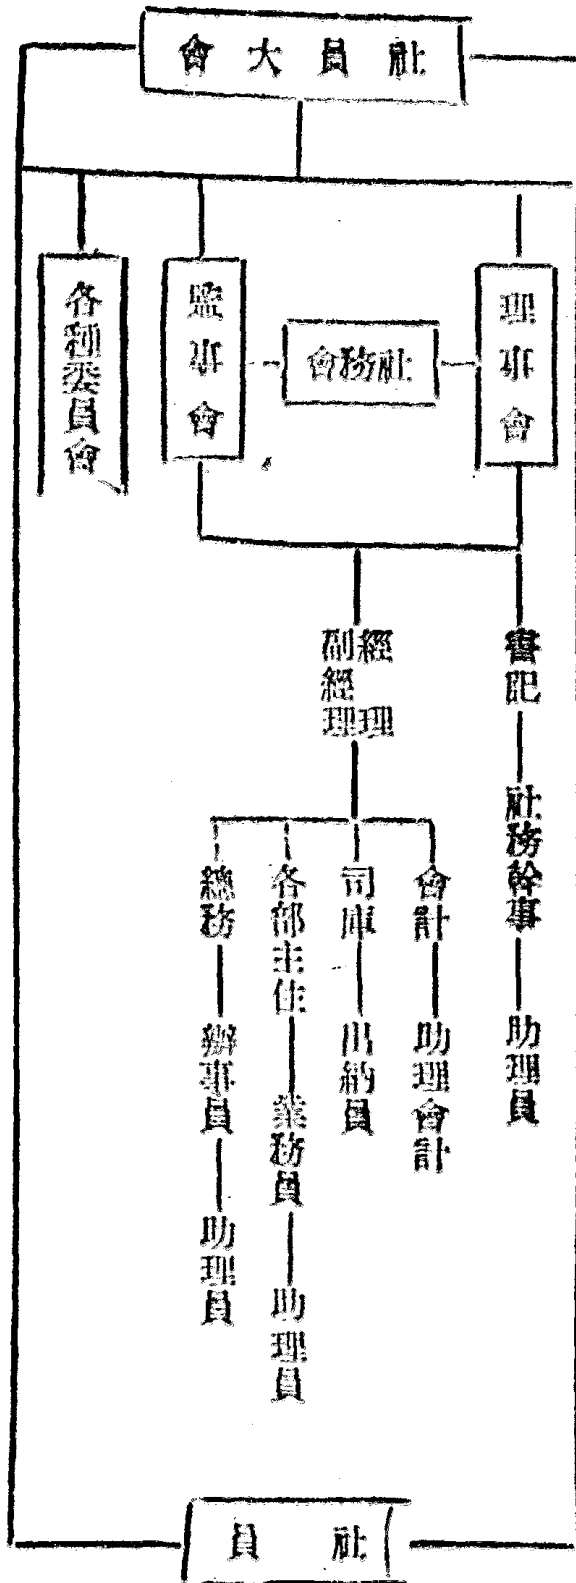 社員大會
理事會
社務會
監事會
各種委員會
書記
社務幹事
助理員
經理
副經理
會計
助理會計
司庫
出納員
各部主任
業務員
助理員
總務
辦事員
助理員
社員